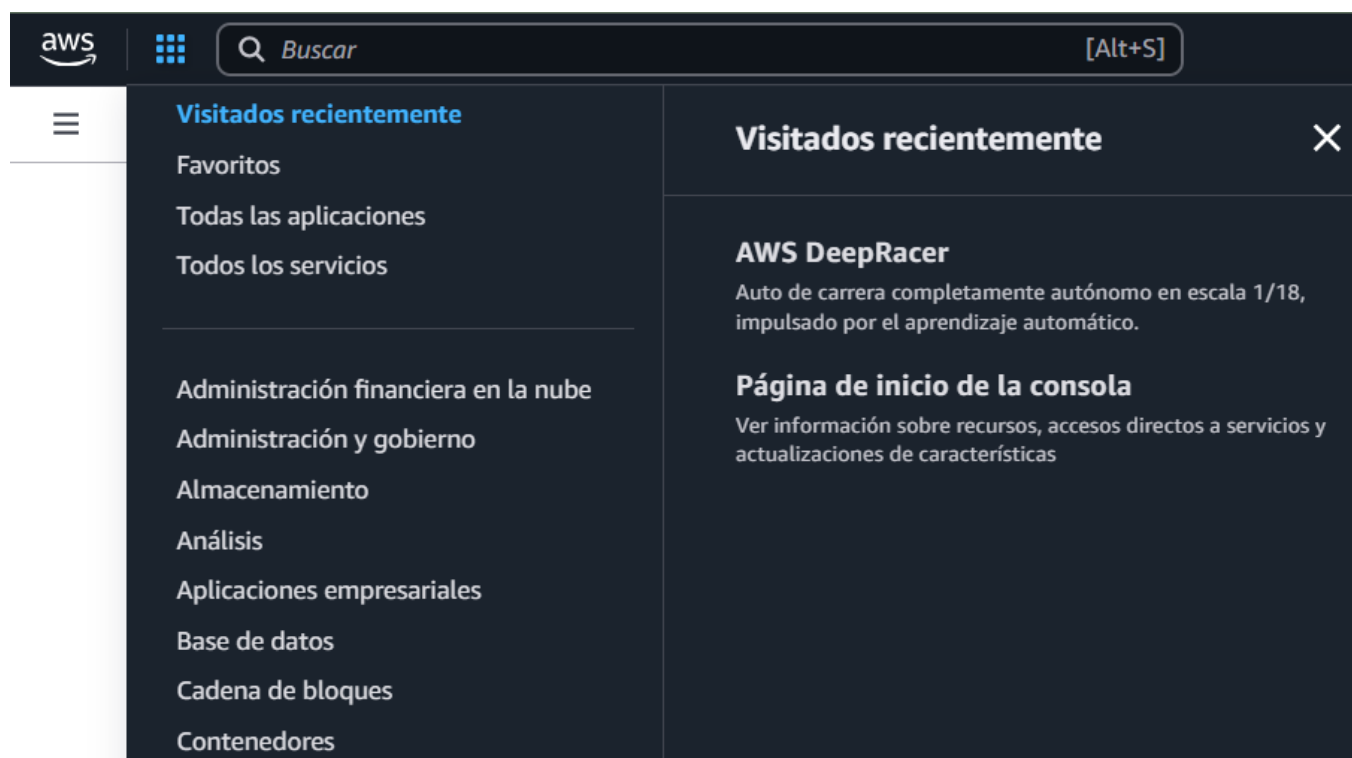 aws
Buscar [Alt+S]
Visitados recientemente
Favoritos
Todas las aplicaciones
Todos los servicios
Administración financiera en la nube
Administración y gobierno
Almacenamiento
Análisis
Aplicaciones empresariales
Base de datos
Cadena de bloques
Contenedores
Visitados recientemente
AWS DeepRacer
Auto de carrera completamente autónomo en escala 1/18,
impulsado por el aprendizaje automático.
Página de inicio de la consola
Ver información sobre recursos, accesos directos a servicios y
actualizaciones de características